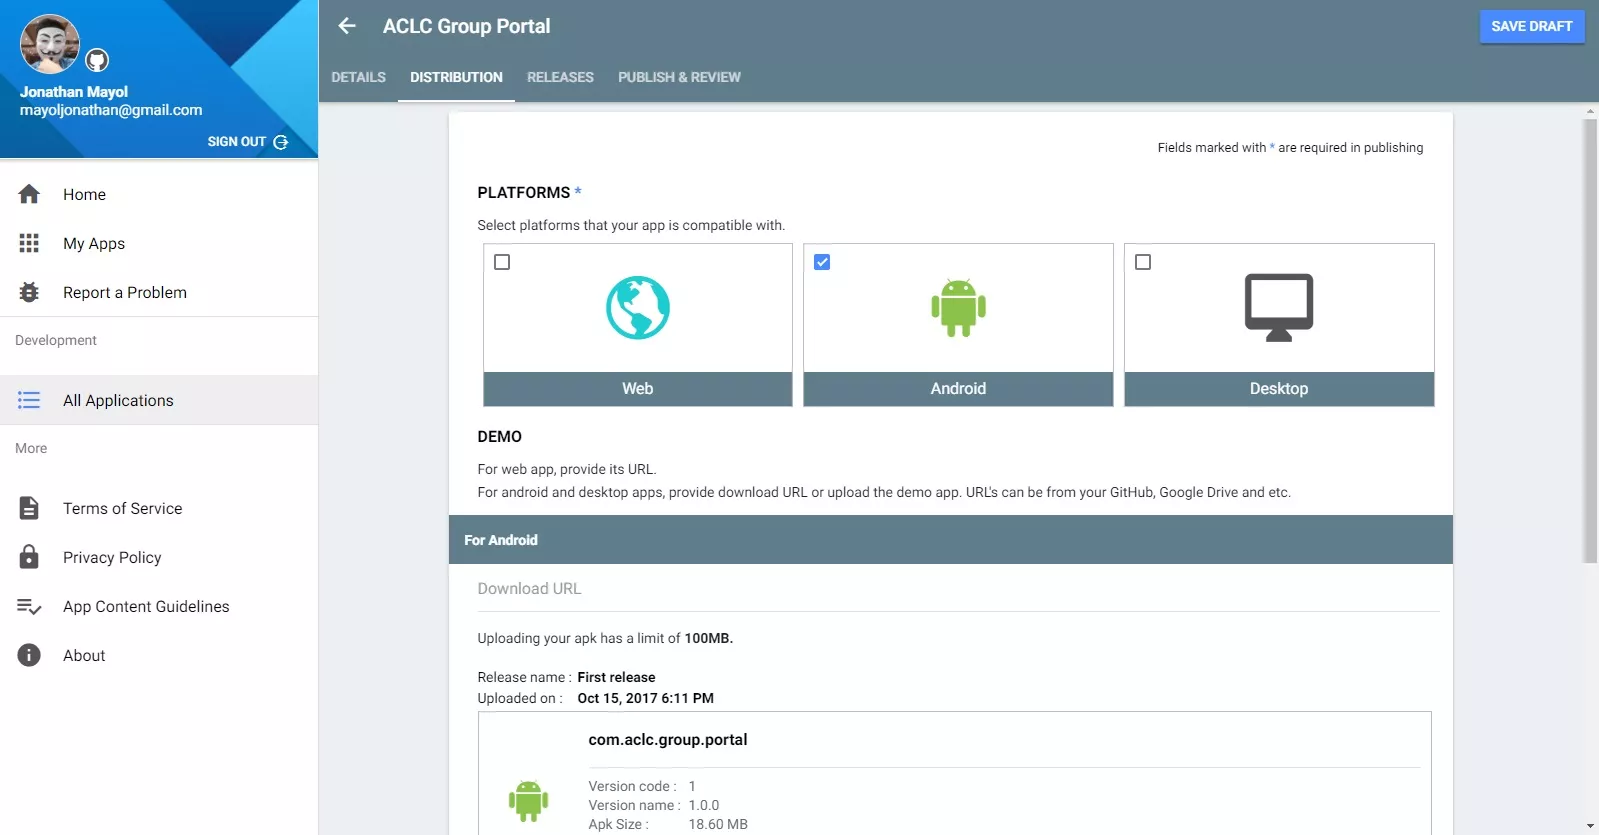 Jonathan Mayol
mayoljonathan@gmail.com
SIGN OUT
Home
My Apps
Report a Problem
Development
All Applications
More
Terms of Service
Privacy Policy
App Content Guidelines
About
ACLC Group Portal
SAVE DRAFT
DETAILS DISTRIBUTION RELEASES PUBLISH & REVIEW
Fields marked with * are required in publishing
PLATFORMS *
Select platforms that your app is compatible with.
Web Android Desktop
DEMO
For web app, provide its URL.
For android and desktop apps, provide download URL or upload the demo app. URL's can be from your GitHub, Google Drive and etc.
For Android
Download URL
Uploading your apk has a limit of 100MB.
Release name : First release
Uploaded on : Oct 15, 2017 6:11 PM
com.aclc.group.portal
Version code : 1
Version name : 1.0.0
Apk Size : 18.60 MB